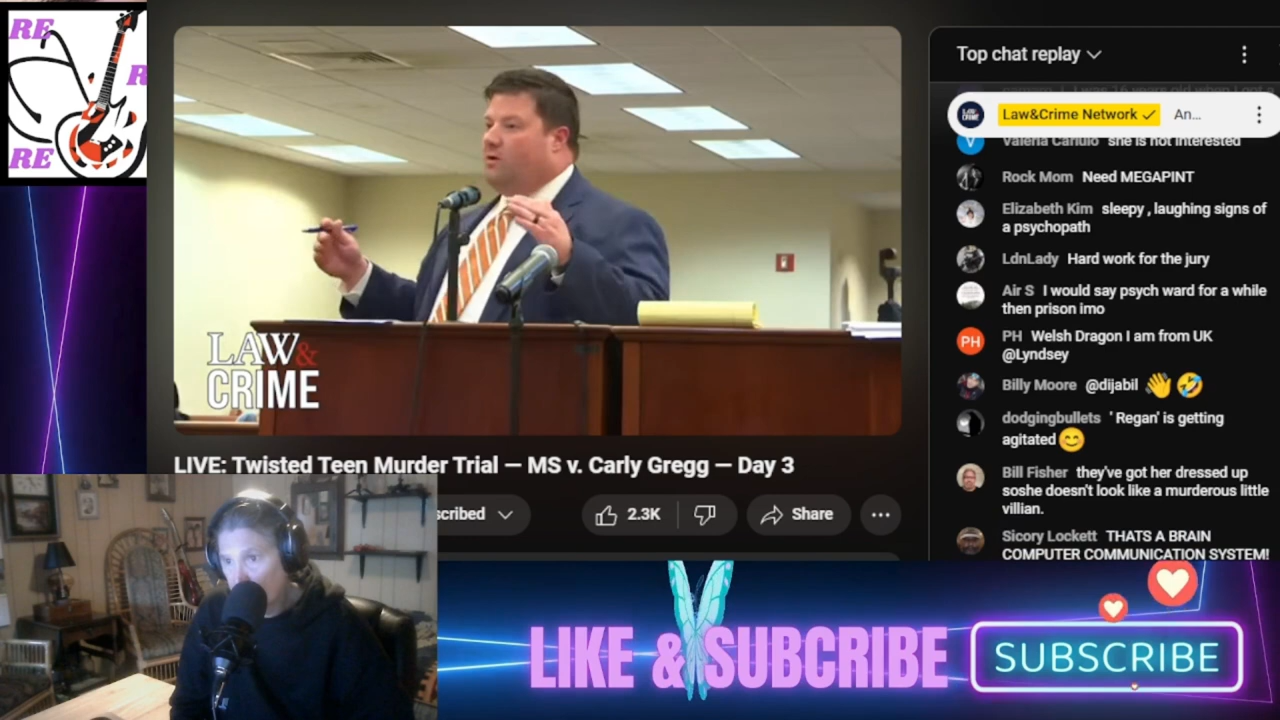 RE
R
RE
LAW&
CRIME
LIVE: Twisted Teen Murder Trial — MS v. Carly Gregg — Day 3
scribed
2.3K
Share
Top chat replay
LAW&
CRIME
Law&Crime Network
An...
V
Valeria Carlulo she is not interested
Rock Mom Need MEGAPINT
Elizabeth Kim sleepy , laughing signs of
a psychopath
LdnLady Hard work for the jury
Air S I would say psych ward for a while
then prison imo
PH
PH Welsh Dragon I am from UK
@Lyndsey
Billy Moore @dijabil 👋🤣
dodgingbullets ' Regan' is getting
agitated😊
Bill Fisher they've got her dressed up
soshe doesn't look like a murderous little
villian.
Sicory Lockett THATS A BRAIN
COMPUTER COMMUNICATION SYSTEM!
LIKE & SUBCRIBE
SUBSCRIBE